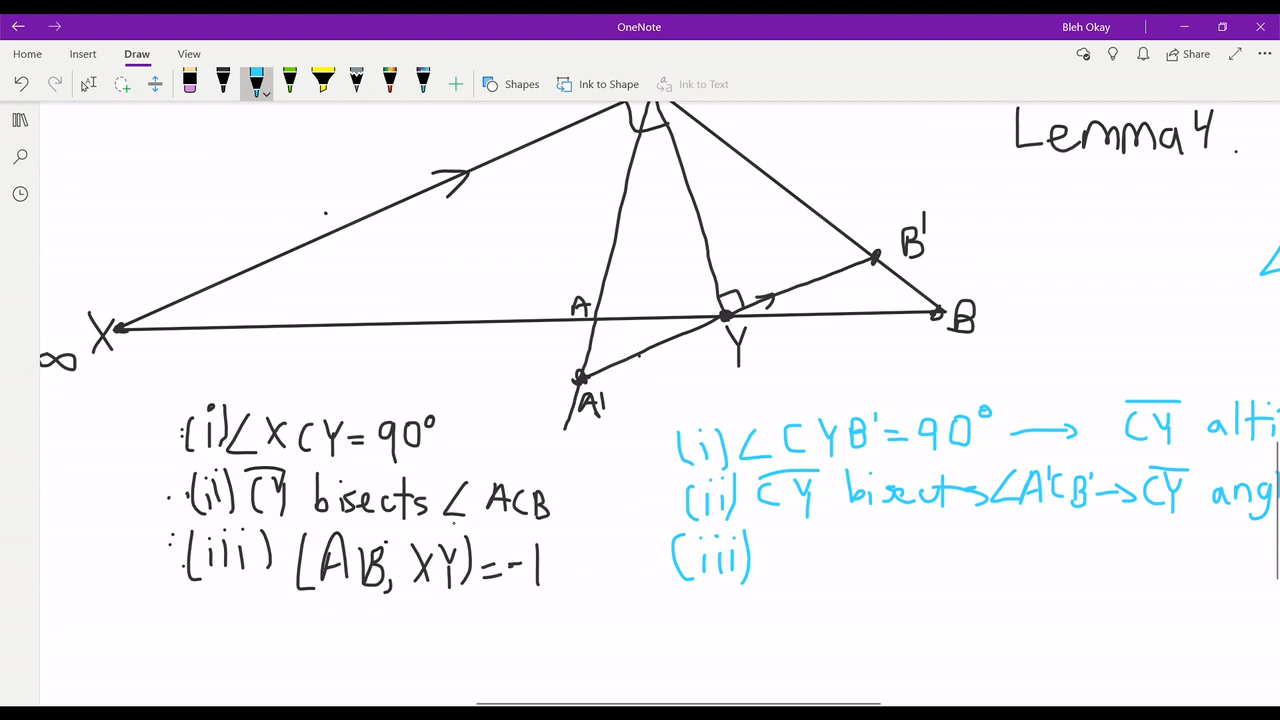 OneNote
Bleh Okay
Home Insert Draw View
Share
Shapes Ink to Shape Ink to Text
Lemma 4.
B'
A
X
Y
B
∞
A'
(i) ∠XCY = 90°
(ii) CY bisects ∠ACB
(iii) (AB, XY) = -1
(i) ∠CYB' = 90° → CY alti
(ii) CY bisects ∠A'CB' → CY ang
(iii)